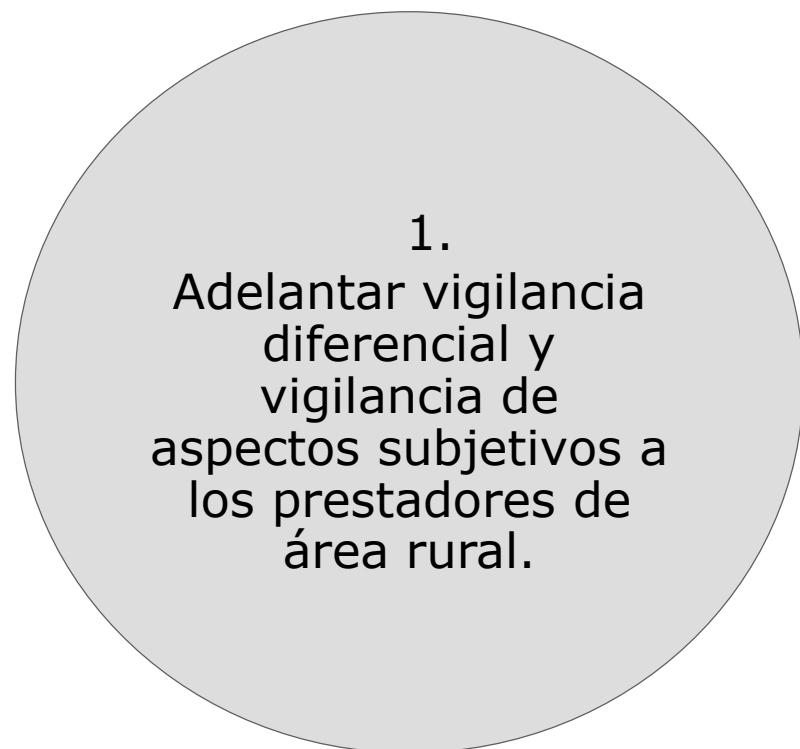 1.
Adelantar vigilancia
diferencial y
vigilancia de
aspectos subjetivos a
los prestadores de
área rural.